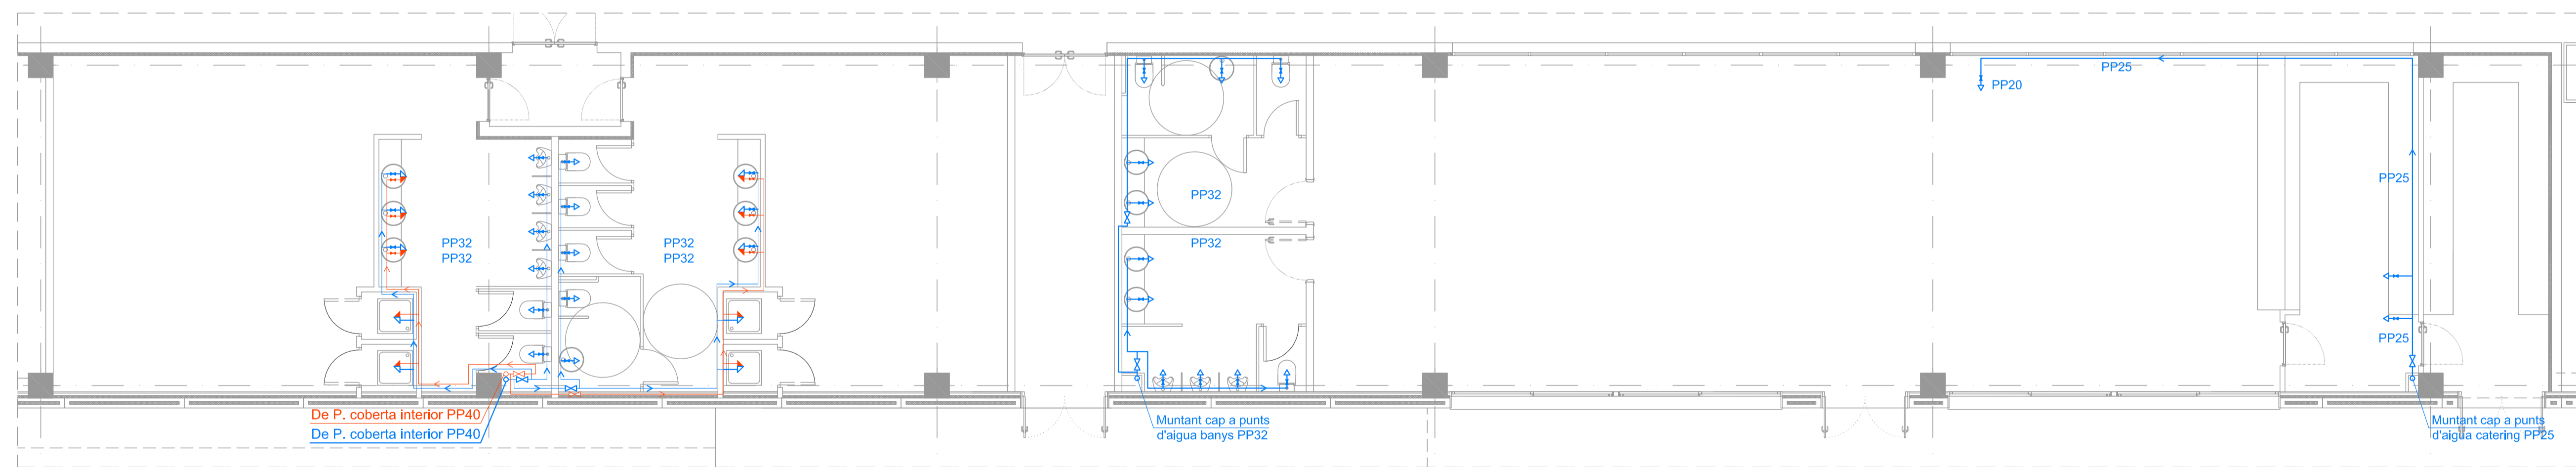 PP25
PP20
PP25
PP32
PP32
PP32
PP32
PP32
PP32
PP25
De P. coberta interior PP40
De P. coberta interior PP40
Muntant cap a punts
d'aigua banys PP32
Muntant cap a punts
d'aigua catering PP25